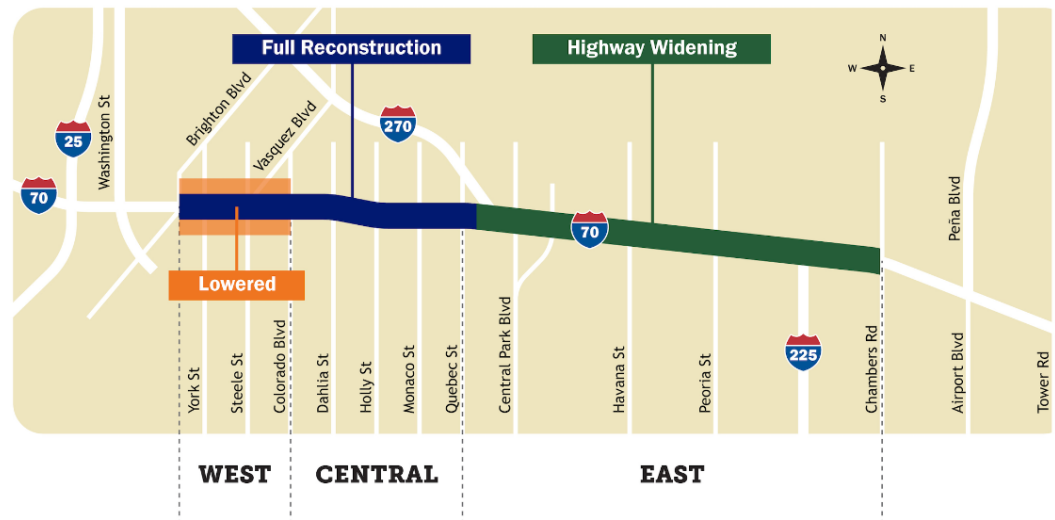 Full Reconstruction
Highway Widening
N
W
E
S
Brighton Blvd
Vasquez Blvd
Washington St
25
270
70
70
Peña Blvd
Lowered
225
York St
Steele St
Colorado Blvd
Dahlia St
Holly St
Monaco St
Quebec St
Central Park Blvd
Havana St
Peoria St
Chambers Rd
Airport Blvd
Tower Rd
WEST
CENTRAL
EAST